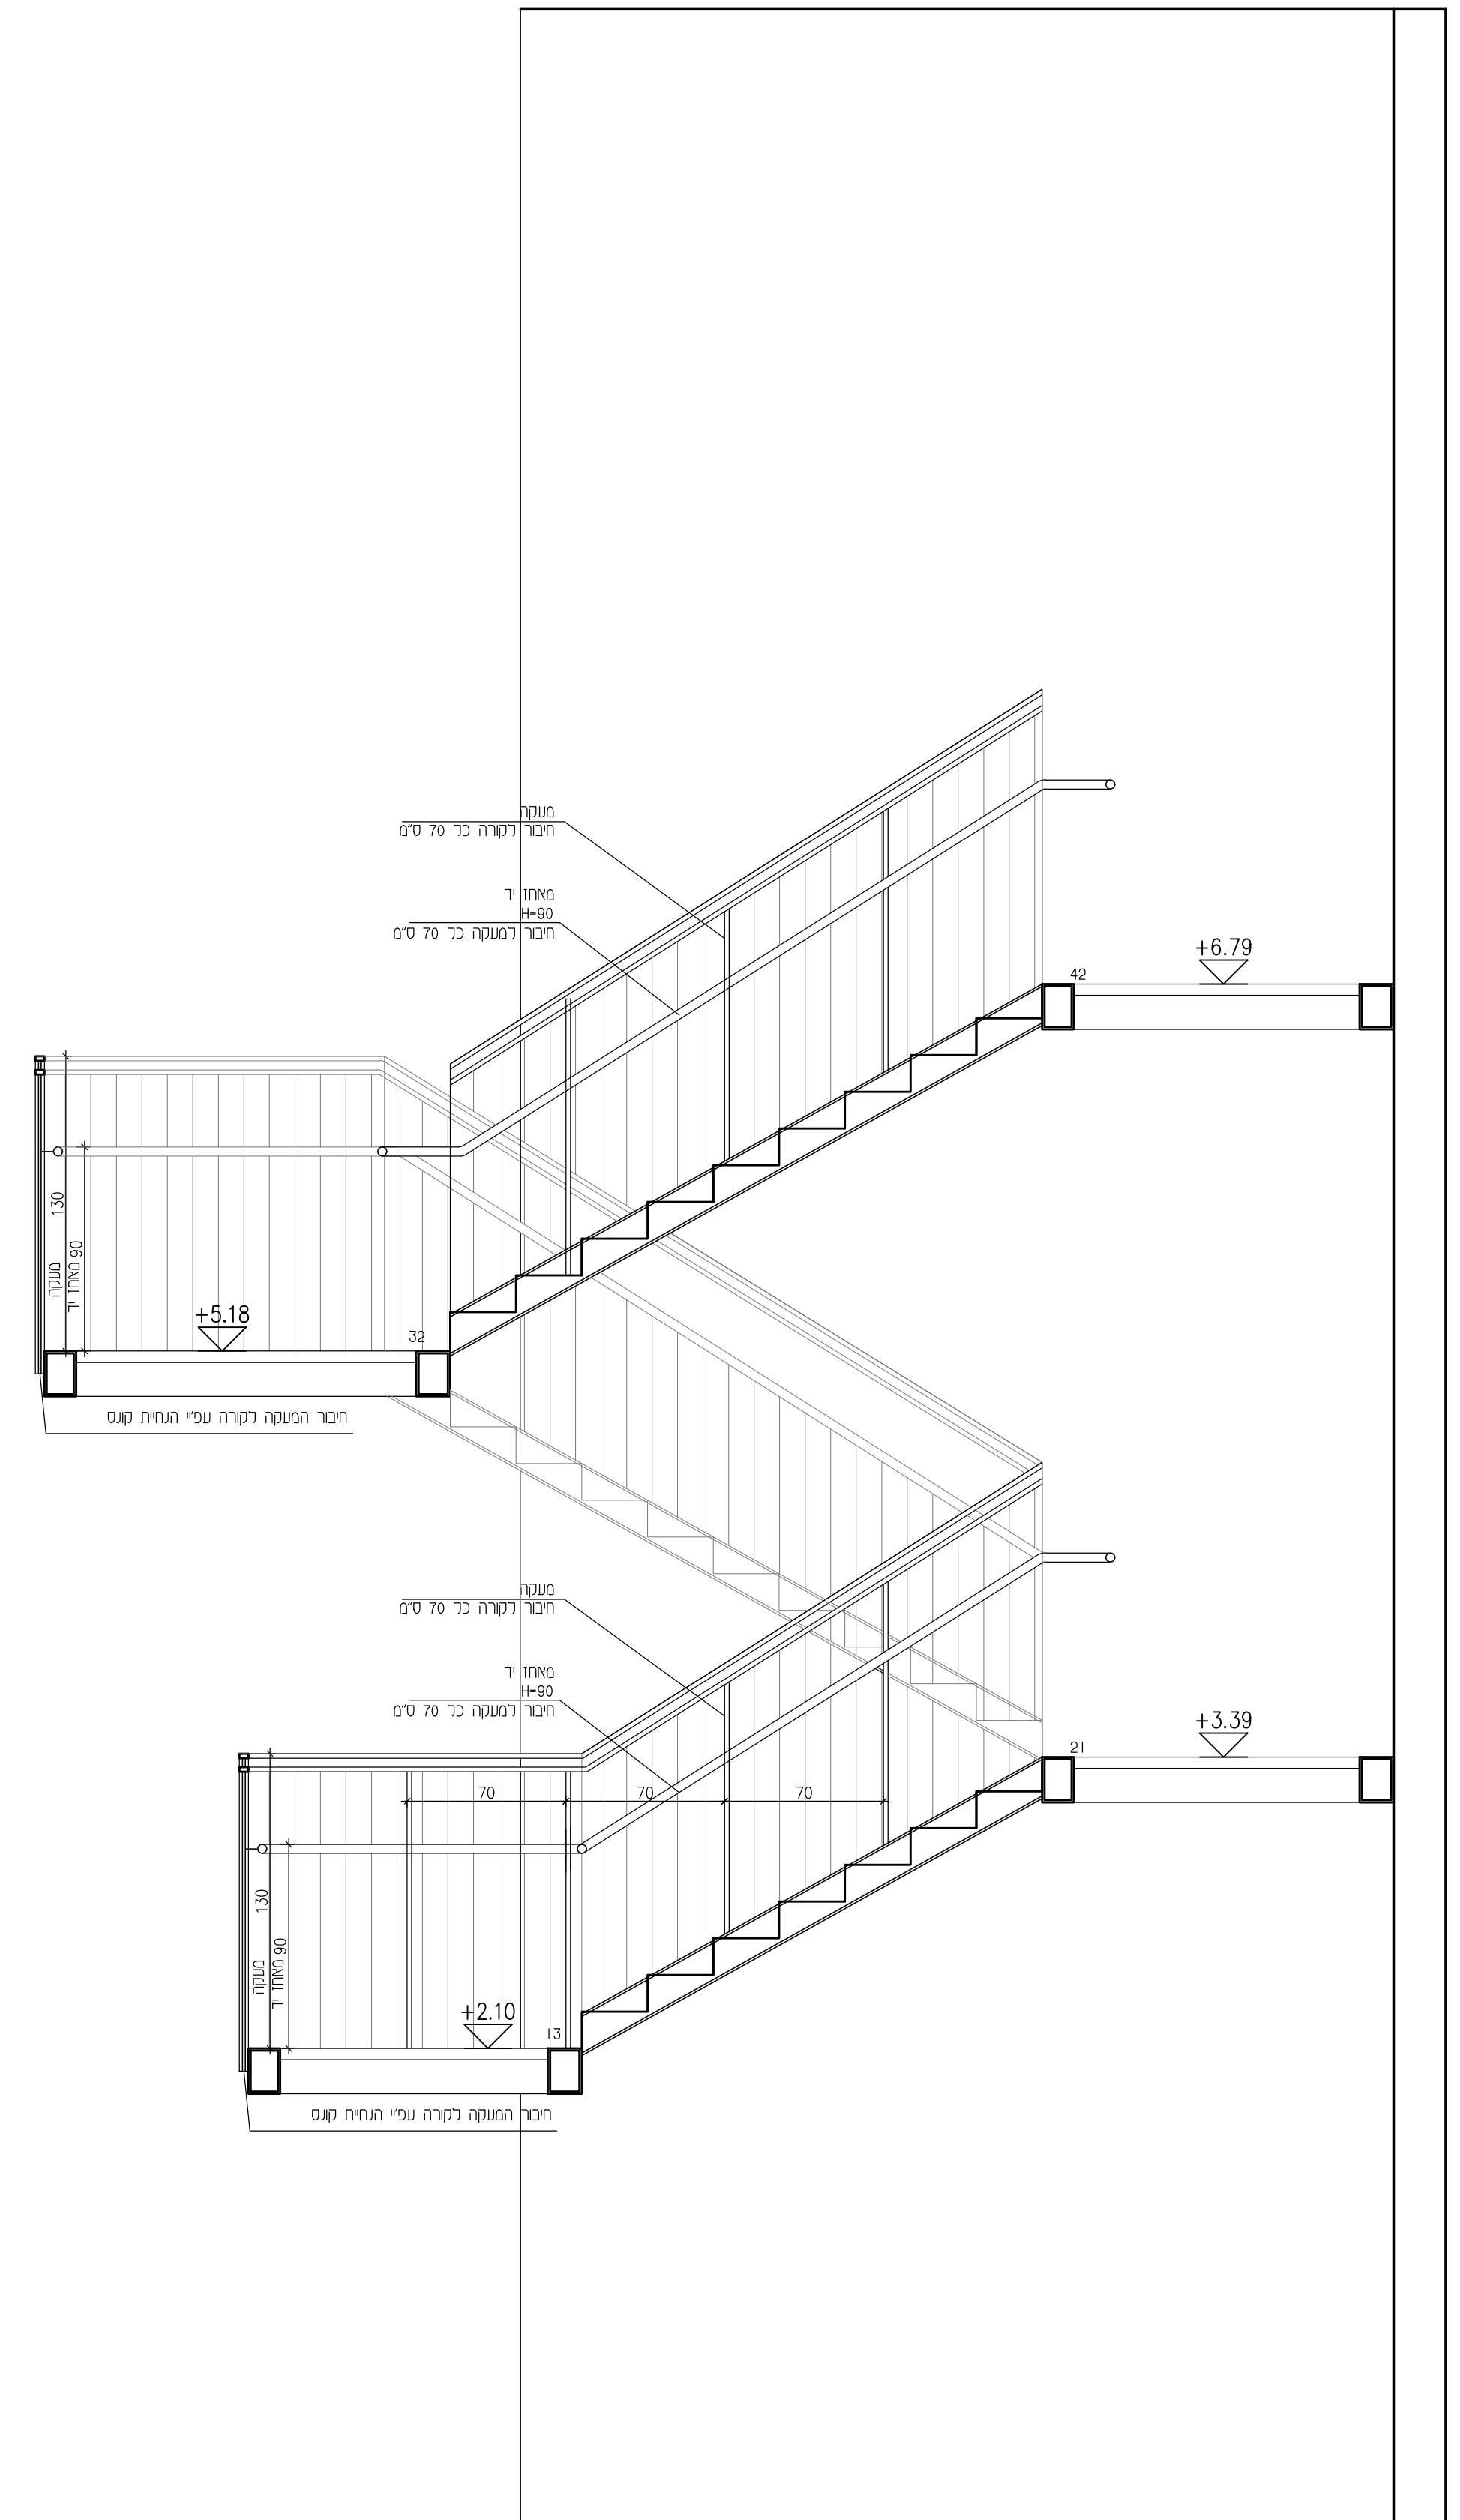 מעקה
חיבור לקורה כל 70 ס"מ
מאחז יד
H=90
חיבור למעקה כל 70 ס"מ
+6.79
42
130
מעקה
מאחז יד 90
+5.18
32
חיבור המעקה לקורה עפ"יי הנחיית קונס
מעקה
חיבור לקורה כל 70 ס"מ
מאחז יד
H=90
חיבור למעקה כל 70 ס"מ
+3.39
21
70
70
70
130
מעקה
מאחז יד 90
+2.10
13
חיבור המעקה לקורה עפ"יי הנחיית קונס